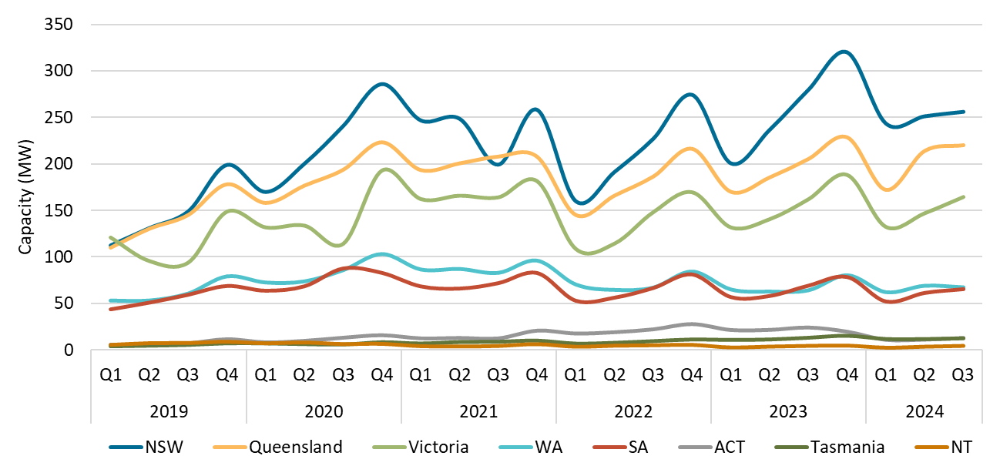 350
300
250
200
150
100
50
0
Capacity (MW)
Q1 Q2 Q3 Q4 Q1 Q2 Q3 Q4 Q1 Q2 Q3 Q4 Q1 Q2 Q3 Q4 Q1 Q2 Q3 Q4 Q1 Q2 Q3
2019 2020 2021 2022 2023 2024
NSW Queensland Victoria WA SA ACT Tasmania NT